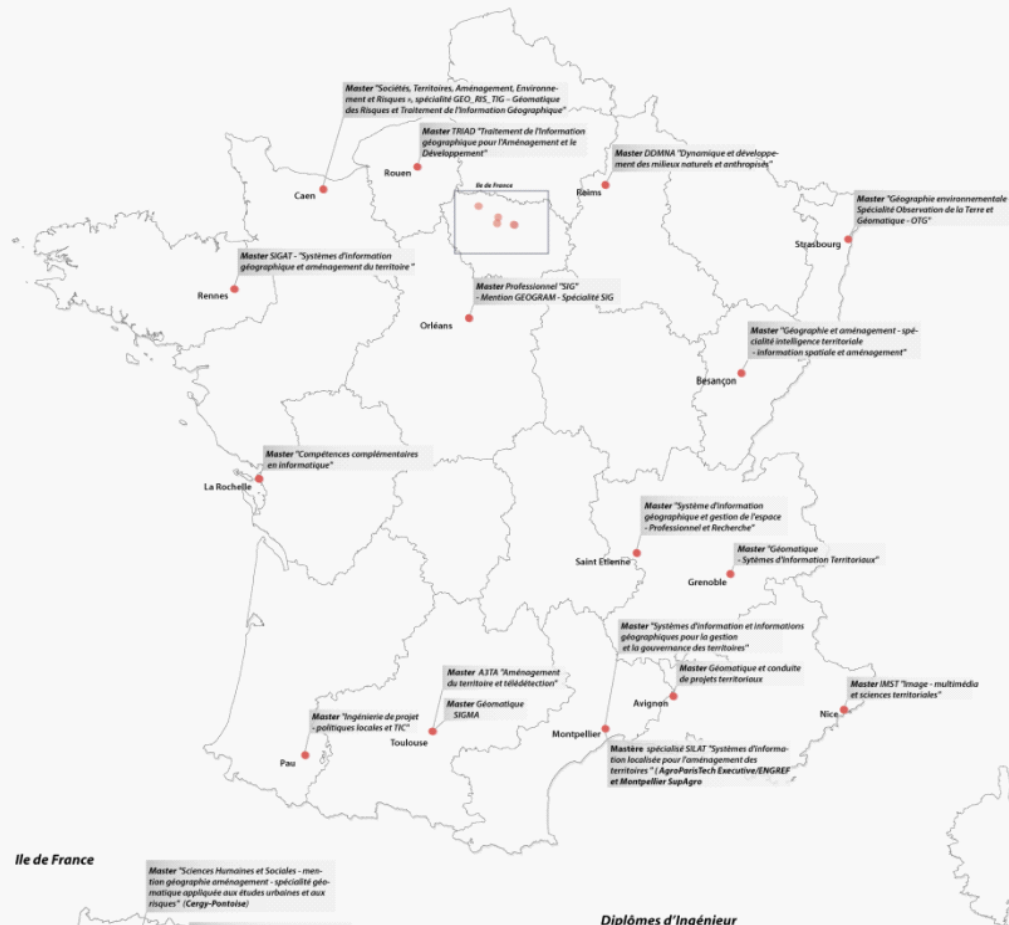 Master "Sociétés, Territoires, Aménagement, Environne-
ment et Risques », spécialité GEO_RIS_TIG – Géomatique
des Risques et Traitement de l'Information Géographique"
Caen
Master TRIAD "Traitement de l'Information
géographique pour l'Aménagement et le
Développement"
Rouen
Ile de France
Master DDMNA "Dynamique et développe-
ment des milieux naturels et anthropisés"
Reims
Master "Géographie environnementale
Spécialité Observation de la Terre et
Géomatique - OTG"
Strasbourg
Master SIGAT - "Systèmes d'information
géographique et aménagement du territoire "
Rennes
Master Professionnel "SIG"
- Mention GEOGRAM - Spécialité SIG
Orléans
Master "Géographie et aménagement - spé-
cialité intelligence territoriale
- information spatiale et aménagement"
Besançon
Master "Compétences complémentaires
en informatique"
La Rochelle
Master "Système d'information
géographique et gestion de l'espace
- Professionnel et Recherche"
Saint Etienne
Master "Géomatique
- Sytèmes d'Information Territoriaux"
Grenoble
Master "Systèmes d'information et informations
géographiques pour la gestion
et la gouvernance des territoires"
Master A3TA "Aménagement
du territoire et télédétection"
Master Géomatique
SIGMA
Toulouse
Master Géomatique et conduite
de projets territoriaux
Avignon
Master IMST "Image - multimédia
et sciences territoriales"
Nice
Master "Ingénierie de projet
- politiques locales et TIC"
Pau
Montpellier
Mastère spécialisé SILAT "Systèmes d'informa-
tion localisée pour l'aménagement des
territoires " ( AgroParisTech Executive/ENGREF
et Montpellier SupAgro
Ile de France
Master "Sciences Humaines et Sociales - men-
tion géographie aménagement - spécialité géo-
matique appliquée aux études urbaines et aux
risques" (Cergy-Pontoise)
Diplômes d'Ingénieur